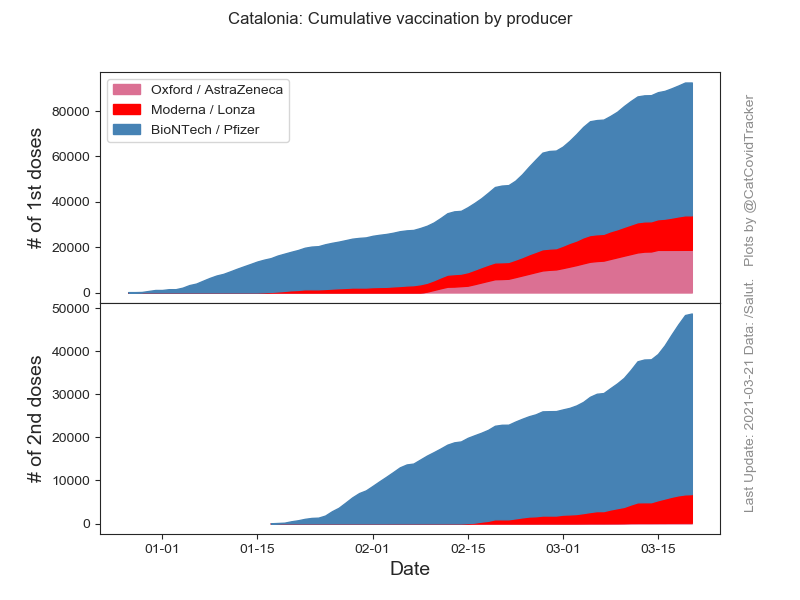 Catalonia: Cumulative vaccination by producer
Oxford / AstraZeneca
Moderna / Lonza
BioNTech / Pfizer
# of 1st doses
80000
60000
40000
20000
0
# of 2nd doses
50000
40000
30000
20000
10000
0
01-01 01-15 02-01 02-15 03-01 03-15
Date
Last Update: 2021-03-21 Data: /Salut. Plots by @CatCovidTracker